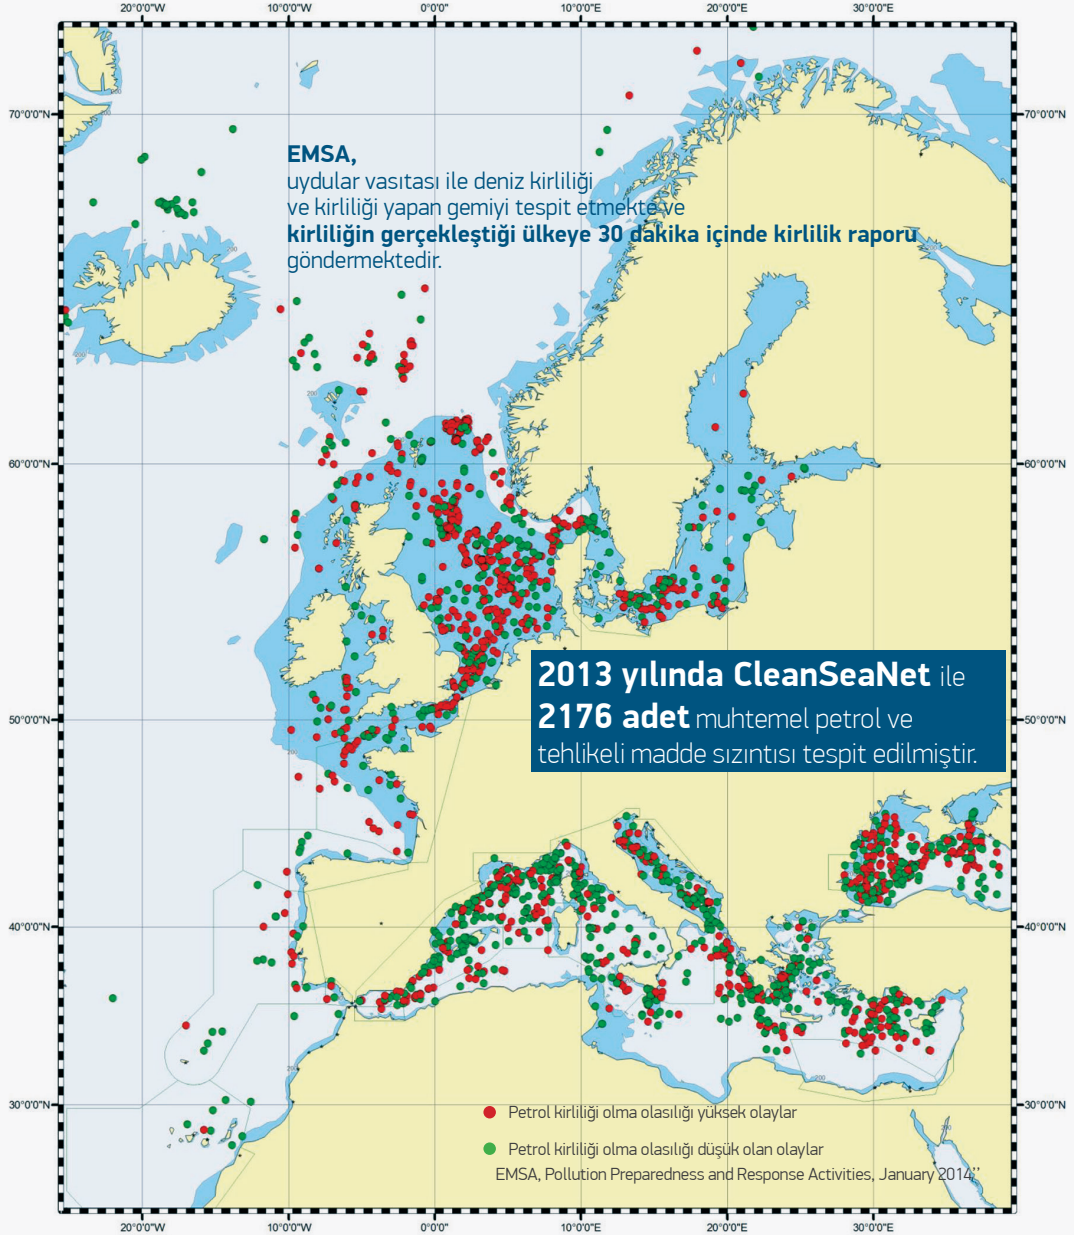 20°0'0"W 10°0'0"W 0°0'0" 10°0'0"E 20°0'0"E 30°0'0"E
70°0'0"N 70°0'0"N
EMSA,
uydular vasıtası ile deniz kirliliği
ve kirliliği yapan gemiyi tespit etmekte ve
kirliliğin gerçekleştiği ülkeye 30 dakika içinde kirlilik raporu
göndermektedir.
200
200
200
60°0'0"N 60°0'0"N
2013 yılında CleanSeaNet ile
2176 adet muhtemel petrol ve
tehlikeli madde sızıntısı tespit edilmiştir.
50°0'0"N 50°0'0"N
200
40°0'0"N 40°0'0"N
200
30°0'0"N 30°0'0"N
Petrol kirliliği olma olasılığı yüksek olaylar
200
Petrol kirliliği olma olasılığı düşük olan olaylar
EMSA, Pollution Preparedness and Response Activities, January 2014,"
20°0'0"W 10°0'0"W 0°0'0" 10°0'0"E 20°0'0"E 30°0'0"E